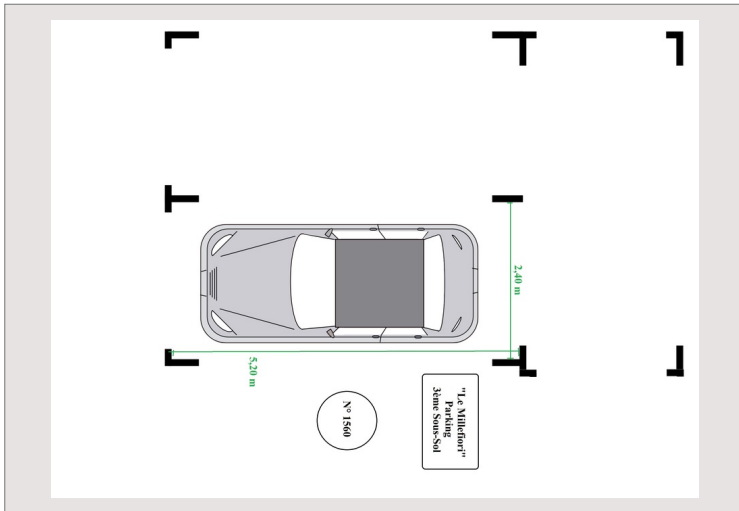 2,40 m
5,20 m
"Le Millefiori"
Parking
3ème Sous-Sol
N° 1560